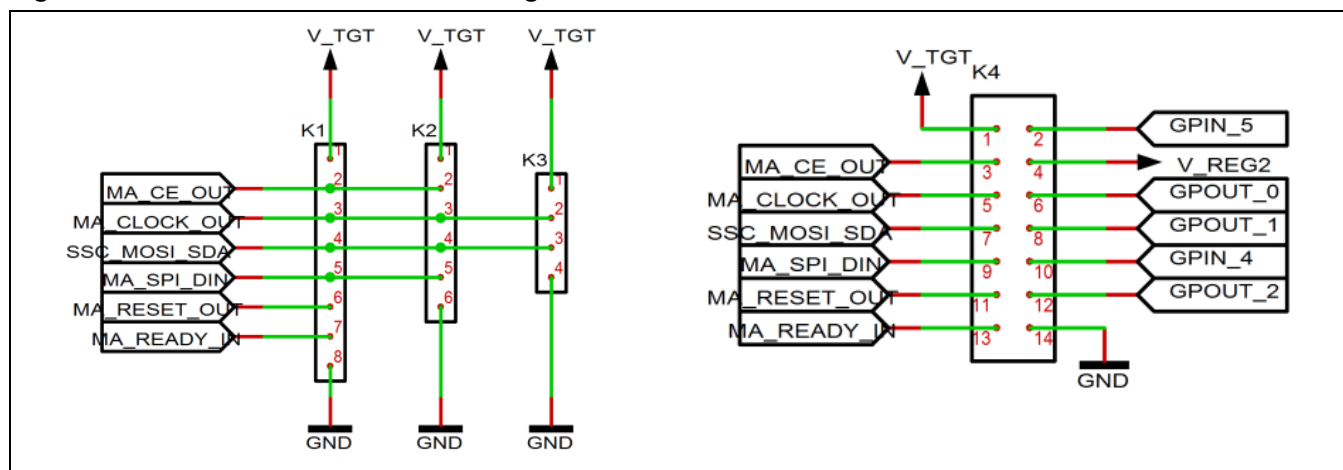 V_TGT V_TGT V_TGT
K1 K2 K3
1 2 3 4 5 6 7 8
1 2 3 4 5 6
1 2 3 4
MA_CE_OUT
MA_CLOCK_OUT
SSC_MOSI_SDA
MA_SPI_DIN
MA_RESET_OUT
MA_READY_IN
GND GND GND
V_TGT
K4
1 2 GPIN_5
MA_CE_OUT 3 4 V_REG2
MA_CLOCK_OUT 5 6 GPOUT_0
SSC_MOSI_SDA 7 8 GPOUT_1
MA_SPI_DIN 9 10 GPIN_4
MA_RESET_OUT 11 12 GPOUT_2
MA_READY_IN 13 14
GND